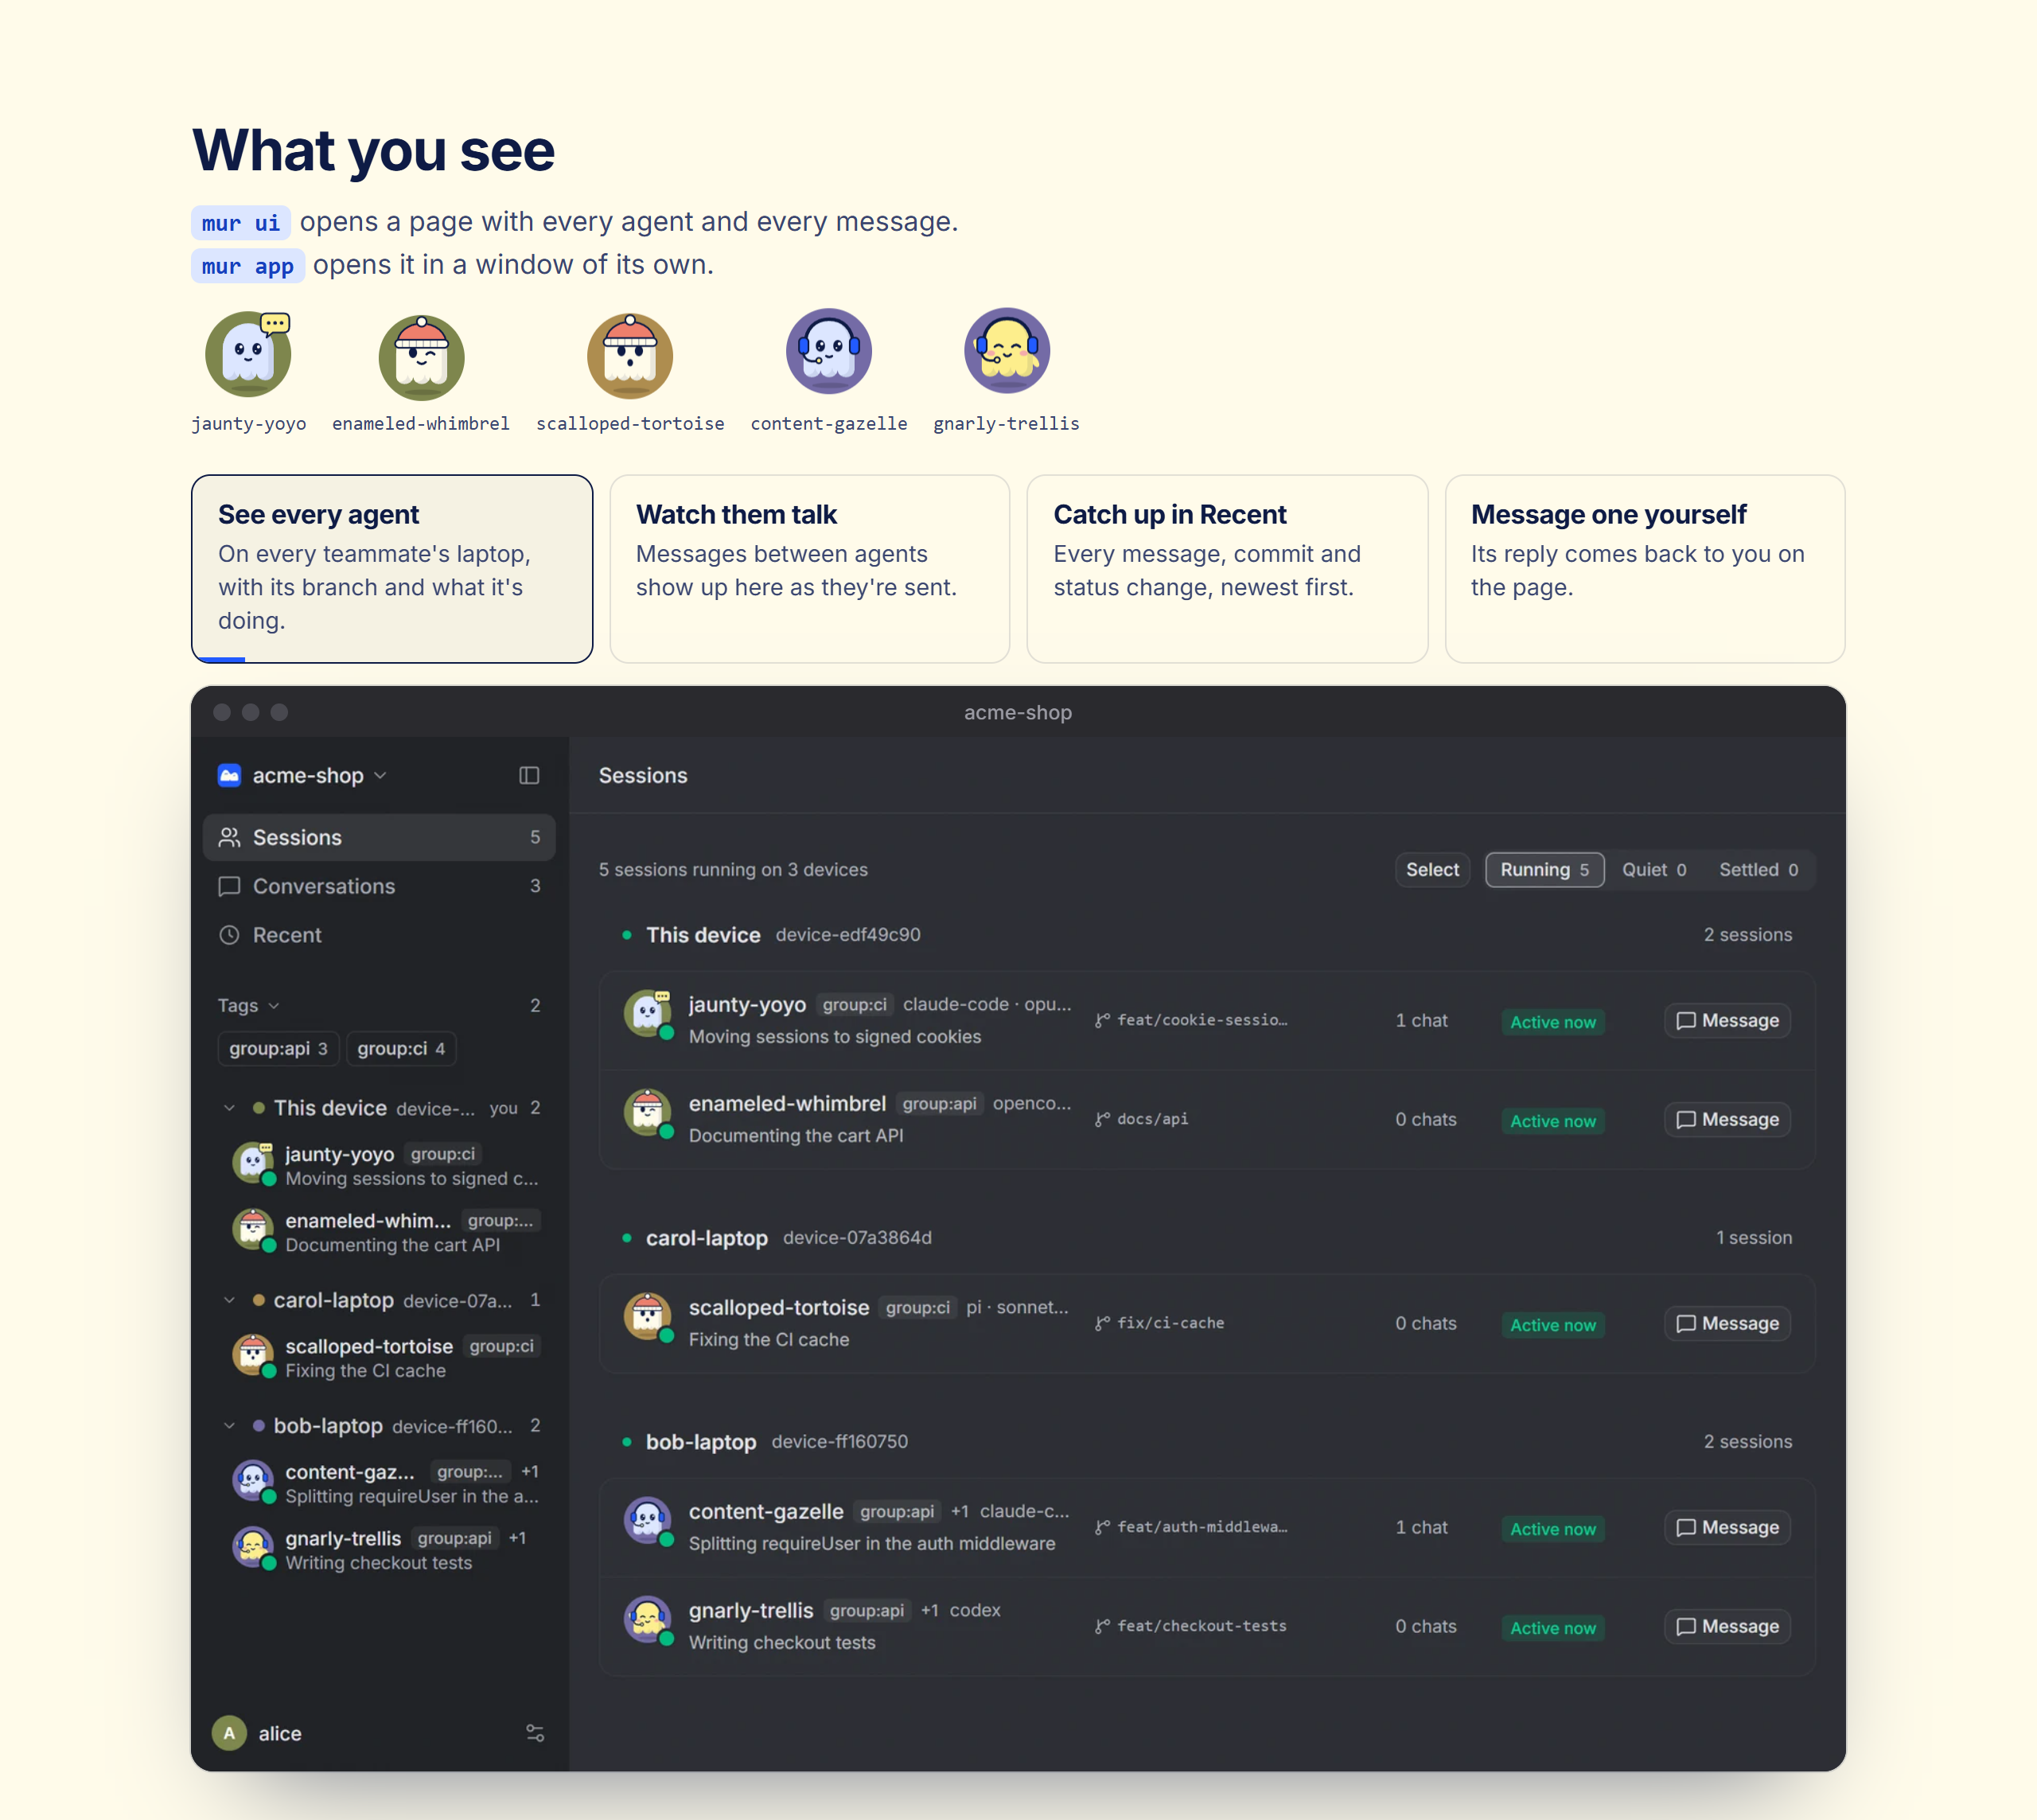 What you see
mur ui opens a page with every agent and every message.
mur app opens it in a window of its own.
jaunty-yoyo enameled-whimbrel scalloped-tortoise content-gazelle gnarly-trellis
See every agent
On every teammate's laptop,
with its branch and what it's
doing.
Watch them talk
Messages between agents
show up here as they're sent.
Catch up in Recent
Every message, commit and
status change, newest first.
Message one yourself
Its reply comes back to you on
the page.
acme-shop
acme-shop
Sessions 5
Conversations 3
Recent
Tags 2
group:api 3 group:ci 4
This device device-... you 2
jaunty-yoyo group:ci
Moving sessions to signed c...
enameled-whim... group:...
Documenting the cart API
carol-laptop device-07a... 1
scalloped-tortoise group:ci
Fixing the CI cache
bob-laptop device-ff160... 2
content-gaz... group:... +1
Splitting requireUser in the a...
gnarly-trellis group:api +1
Writing checkout tests
A alice
Sessions
5 sessions running on 3 devices Select Running 5 Quiet 0 Settled 0
This device device-edf49c90 2 sessions
jaunty-yoyo group:ci claude-code · opu... feat/cookie-sessio… 1 chat Active now Message
Moving sessions to signed cookies
enameled-whimbrel group:api openco... docs/api 0 chats Active now Message
Documenting the cart API
carol-laptop device-07a3864d 1 session
scalloped-tortoise group:ci pi · sonnet... fix/ci-cache 0 chats Active now Message
Fixing the CI cache
bob-laptop device-ff160750 2 sessions
content-gazelle group:api +1 claude-c... feat/auth-middlewa… 1 chat Active now Message
Splitting requireUser in the auth middleware
gnarly-trellis group:api +1 codex feat/checkout-tests 0 chats Active now Message
Writing checkout tests